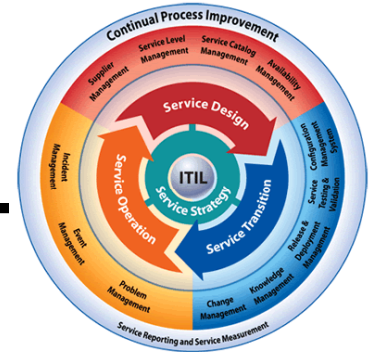 Continual Process Improvement
Supplier
Management
Service Level
Management
Service Catalog
Management
Availability
Management
System
Configuration
Management
Service
Testing &
Validation
Release &
Deployment
Management
Knowledge
Management
Change
Management
Problem
Management
Event
Management
Incident
Management
Service Design
Service Transition
Service Operation
ITIL
Service Strategy
Service Reporting and Service Measurement